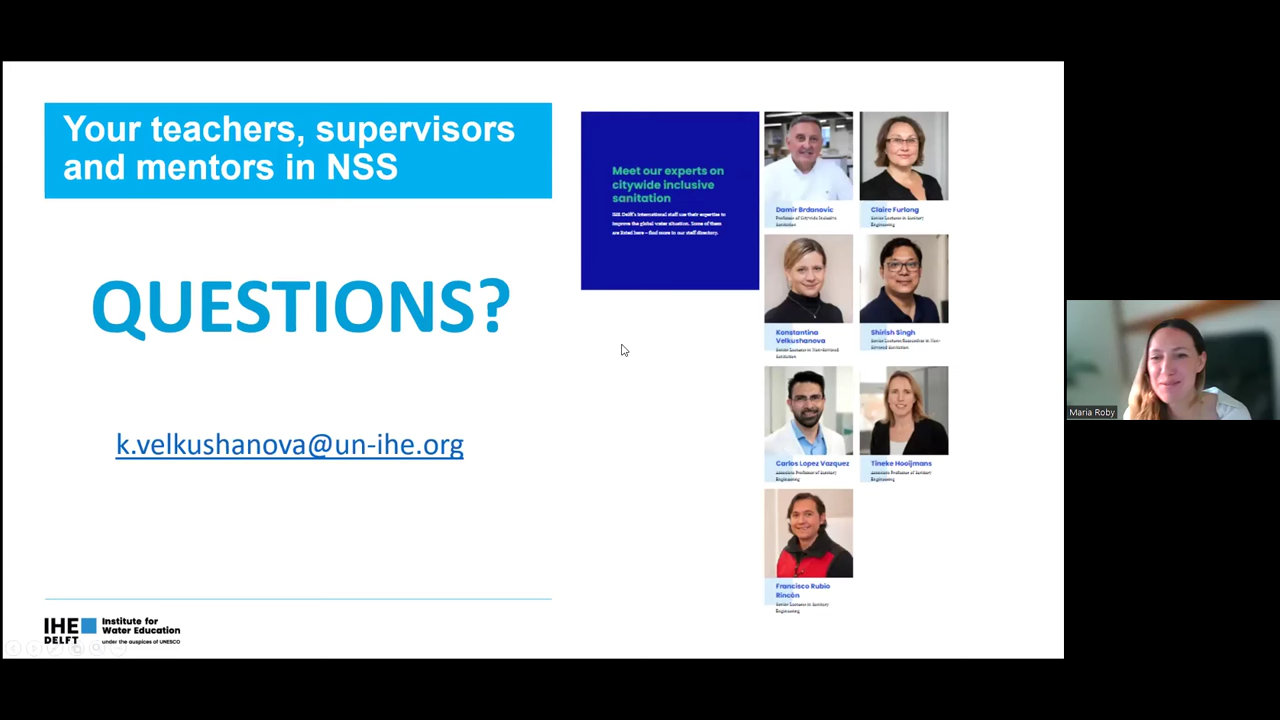 Your teachers, supervisors
and mentors in NSS
QUESTIONS?
k.velkushanova@un-ihe.org
IHE
DELFT
Institute for
Water Education
under the auspices of UNESCO
Meet our experts on
citywide inclusive
sanitation
IHE Delft's international staff use their expertise to
improve the global water situation. Some of them
are listed here – find more in our staff directory.
Damir Brdanovic
Professor of Citywide Inclusive
Sanitation
Claire Furlong
Senior Lecturer in Sanitary
Engineering
Konstantina
Velkushanova
Senior Lecturer in Non-Sewered
Sanitation
Shirish Singh
Senior Lecturer/Researcher in Non-
Sewered Sanitation
Carlos Lopez Vazquez
Associate Professor of Sanitary
Engineering
Tineke Hooijmans
Associate Professor of Sanitary
Engineering
Francisco Rubio
Rincón
Senior Lecturer in Sanitary
Engineering
Maria Roby